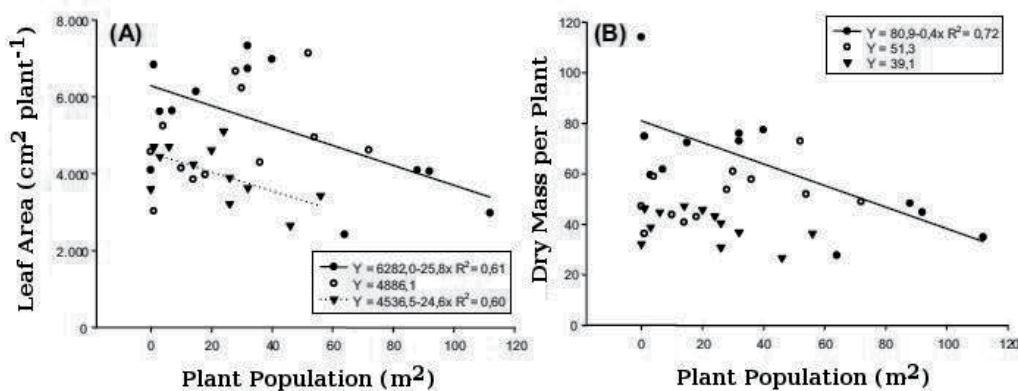 (A)
Leaf Area (cm² plant⁻¹)
8.000
6.000
4.000
2.000
0.000
Y = 6282,0-25,8x R² = 0,61
Y = 4886,1
Y = 4536,5-24,6x R² = 0,60
0 20 40 60 80 100 120
Plant Population (m²)
(B)
Dry Mass per Plant
120
100
80
60
40
20
0
Y = 80,9-0,4x R² = 0,72
Y = 51,3
Y = 39,1
0 20 40 60 80 100 120
Plant Population (m²)